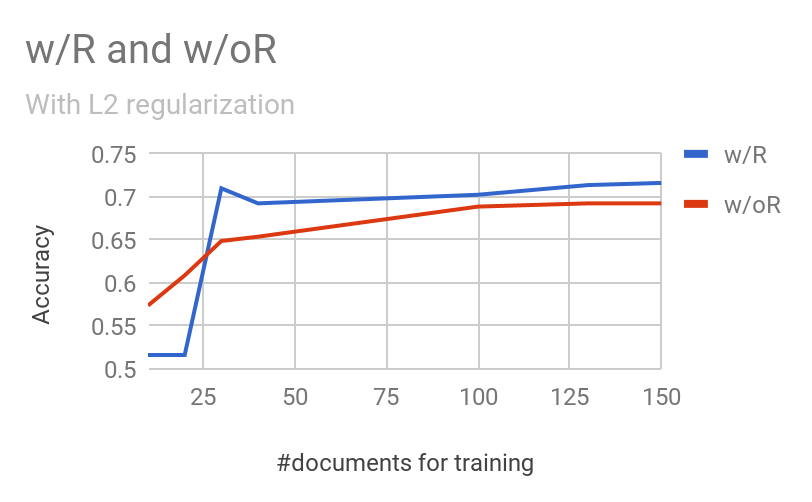 w/R and w/oR
With L2 regularization
0.75
0.7
0.65
0.6
0.55
0.5
Accuracy
25 50 75 100 125 150
#documents for training
w/R
w/oR